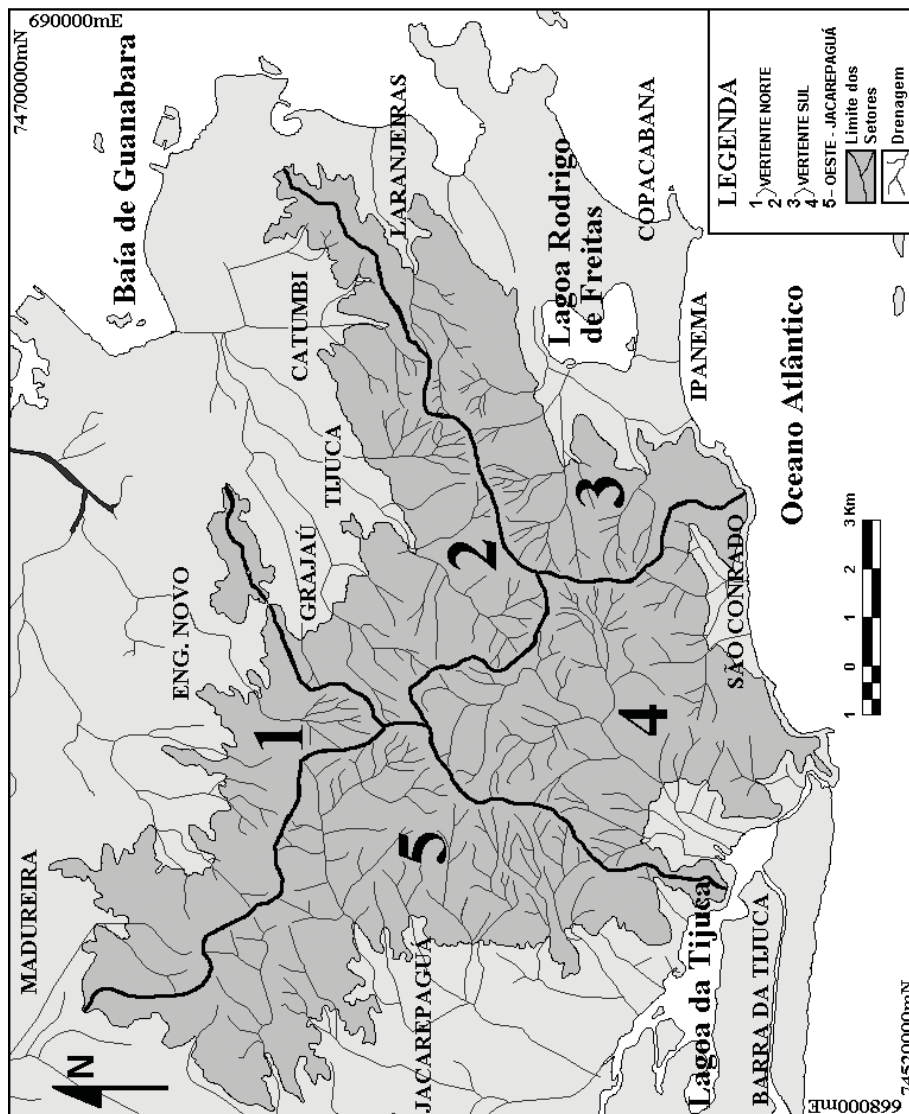 7470000mN
690000mE
Baía de Guanabara
MADUREIRA
ENG. NOVO
CATUMBI
LARANJEIRAS
GRAJAÚ
TIJUCA
1
2
3
4
5
Lagoa Rodrigo
de Freitas
COPACABANA
IPANEMA
JACAREPAGUÁ
SÃO CONRADO
Oceano Atlântico
Lagoa da Tijuca
BARRA DA TIJUCA
N
668000mE
7452000mN
1 0 1 2 3 Km
LEGENDA
1
2 VERTENTE NORTE
3
4 VERTENTE SUL
5 - OESTE - JACAREPAGUÁ
Limite dos
Setores
Drenagem